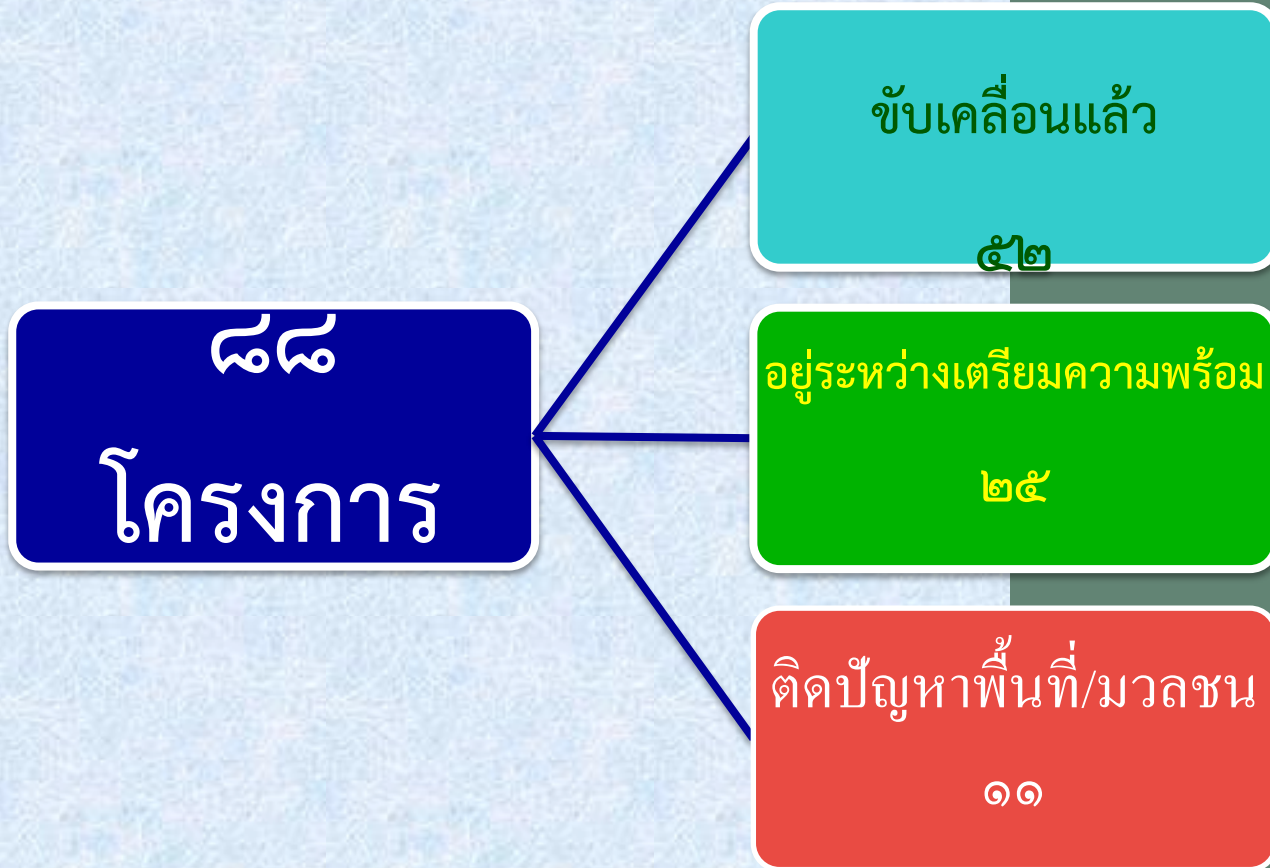 ๘๘
โครงการ
ขับเคลื่อนแล้ว
๕๒
อยู่ระหว่างเตรียมความพร้อม
๒๕
ติดปัญหาพื้นที่/มวลชน
๑๑